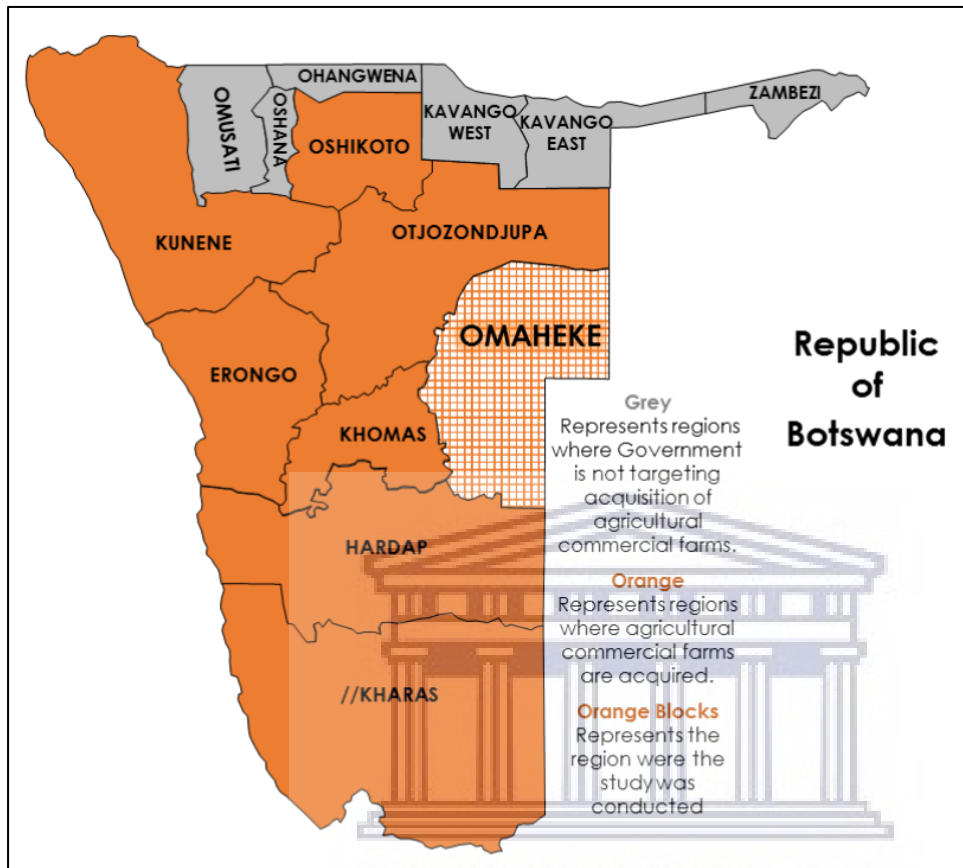 OHANGWENA
ZAMBEZI
OMUSATI
OSHANA
KAVANGO
WEST
KAVANGO
EAST
OSHIKOTO
KUNENE
OTJOZONDJUPA
OMAHEKE
ERONGO
KHOMAS
HARDAP
//KHARAS
Republic
of
Botswana
Grey
Represents regions
where Government
is not targeting
acquisition of
agricultural
commercial farms.
Orange
Represents regions
where agricultural
commercial farms
are acquired.
Orange Blocks
Represents the
region were the
study was
conducted